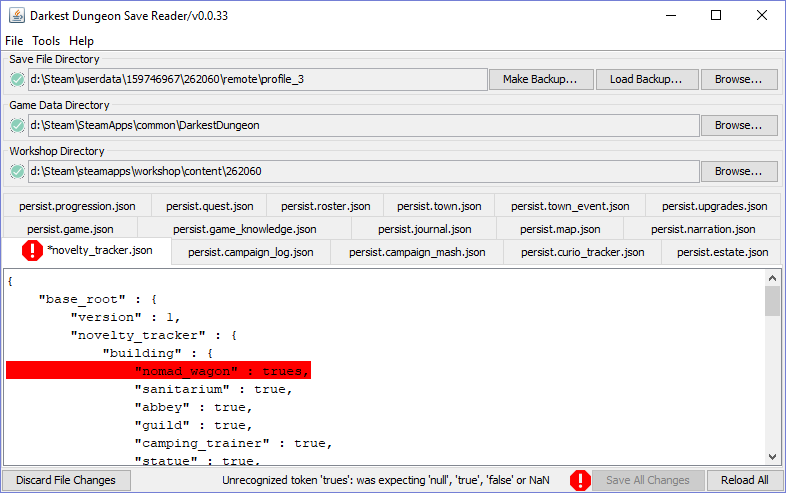 Darkest Dungeon Save Reader/v0.0.33
File Tools Help
Save File Directory
d:\Steam\userdata\159746967\262060\remote\profile_3 Make Backup... Load Backup... Browse...
Game Data Directory
d:\Steam\SteamApps\common\DarkestDungeon Browse...
Workshop Directory
d:\Steam\steamapps\workshop\content\262060 Browse...
persist.progression.json persist.quest.json persist.roster.json persist.town.json persist.town_event.json persist.upgrades.json
persist.game.json persist.game_knowledge.json persist.journal.json persist.map.json persist.narration.json
*novelty_tracker.json persist.campaign_log.json persist.campaign_mash.json persist.curio_tracker.json persist.estate.json
{
"base_root" : {
"version" : 1,
"novelty_tracker" : {
"building" : {
"nomad_wagon" : trues,
"sanitarium" : true,
"abbey" : true,
"guild" : true,
"camping_trainer" : true,
"statue" : true,
Discard File Changes Unrecognized token 'trues': was expecting 'null', 'true', 'false' or NaN Save All Changes Reload All